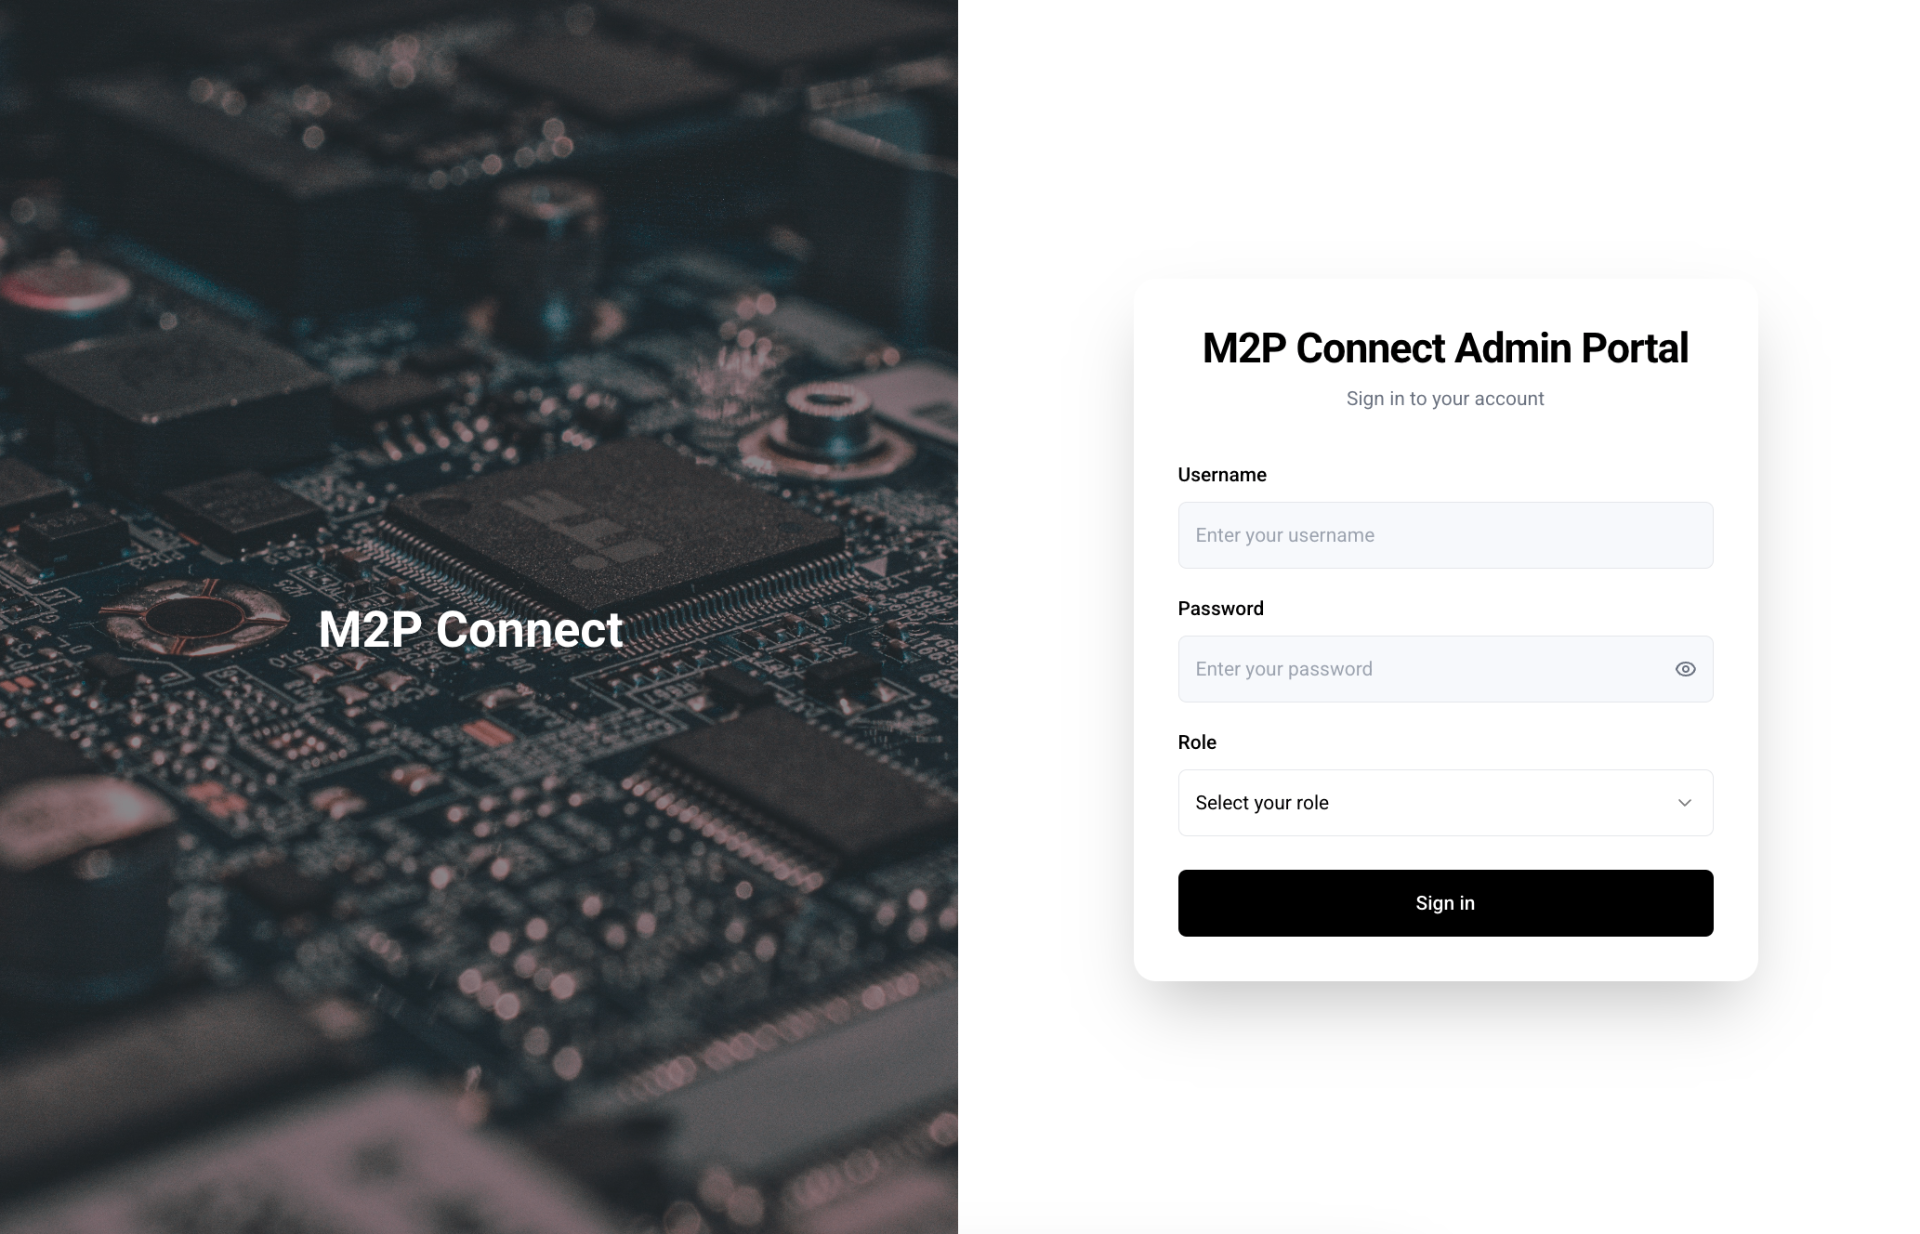 M2P Connect
M2P Connect Admin Portal
Sign in to your account
Username
Enter your username
Password
Enter your password
Role
Select your role
Sign in